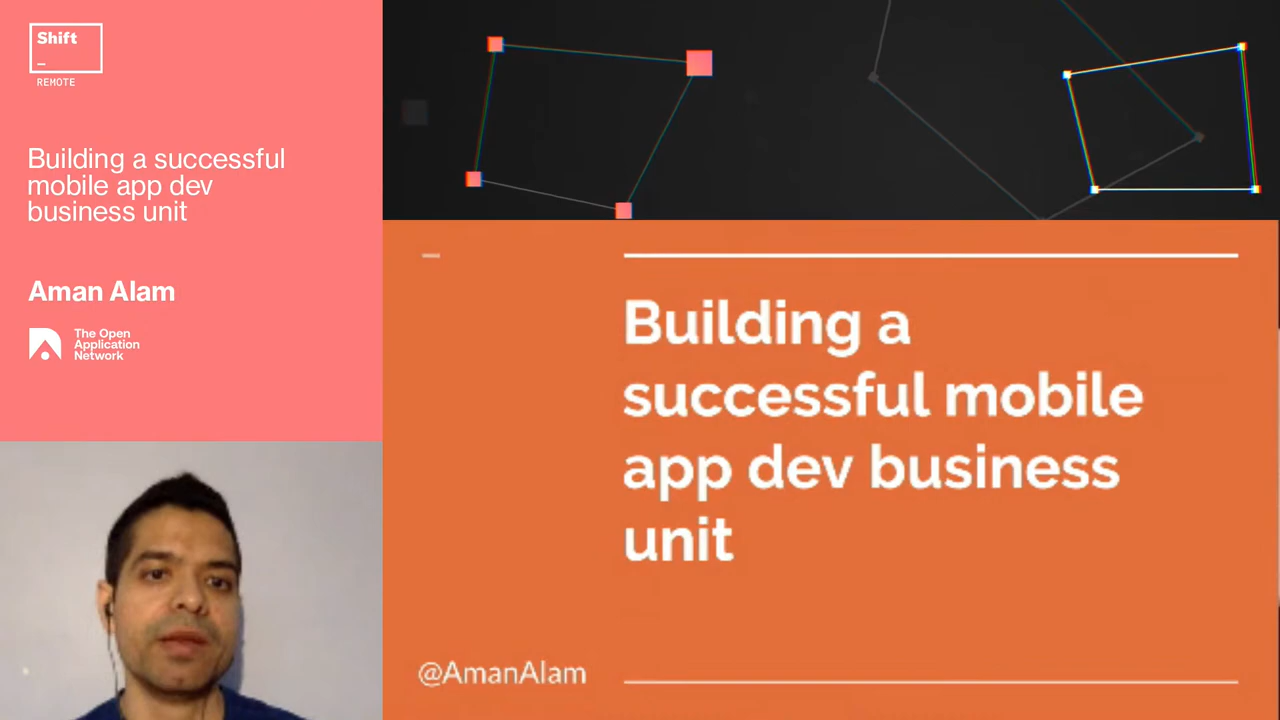 Shift
_
REMOTE
Building a successful
mobile app dev
business unit
Aman Alam
The Open
Application
Network
Building a
successful mobile
app dev business
unit
@AmanAlam